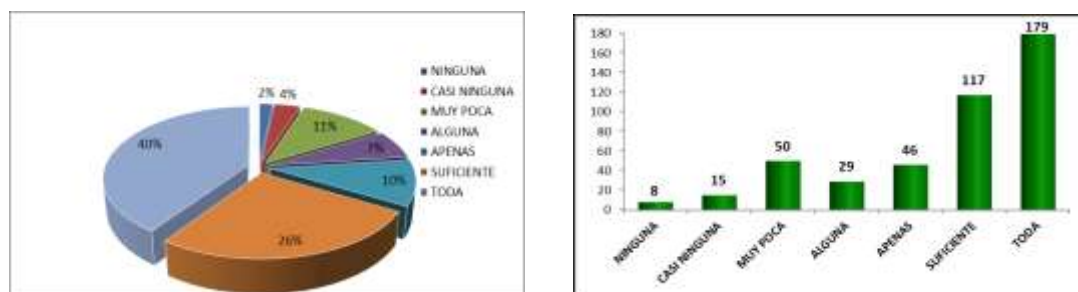 2% 4%
11%
7%
10%
26%
40%
NINGUNA
CASI NINGUNA
MUY POCA
ALGUNA
APENAS
SUFICIENTE
TODA
180
160
140
120
100
80
60
40
20
0
8
15
50
29
46
117
179
NINGUNA
CASI NINGUNA
MUY POCA
ALGUNA
APENAS
SUFICIENTE
TODA